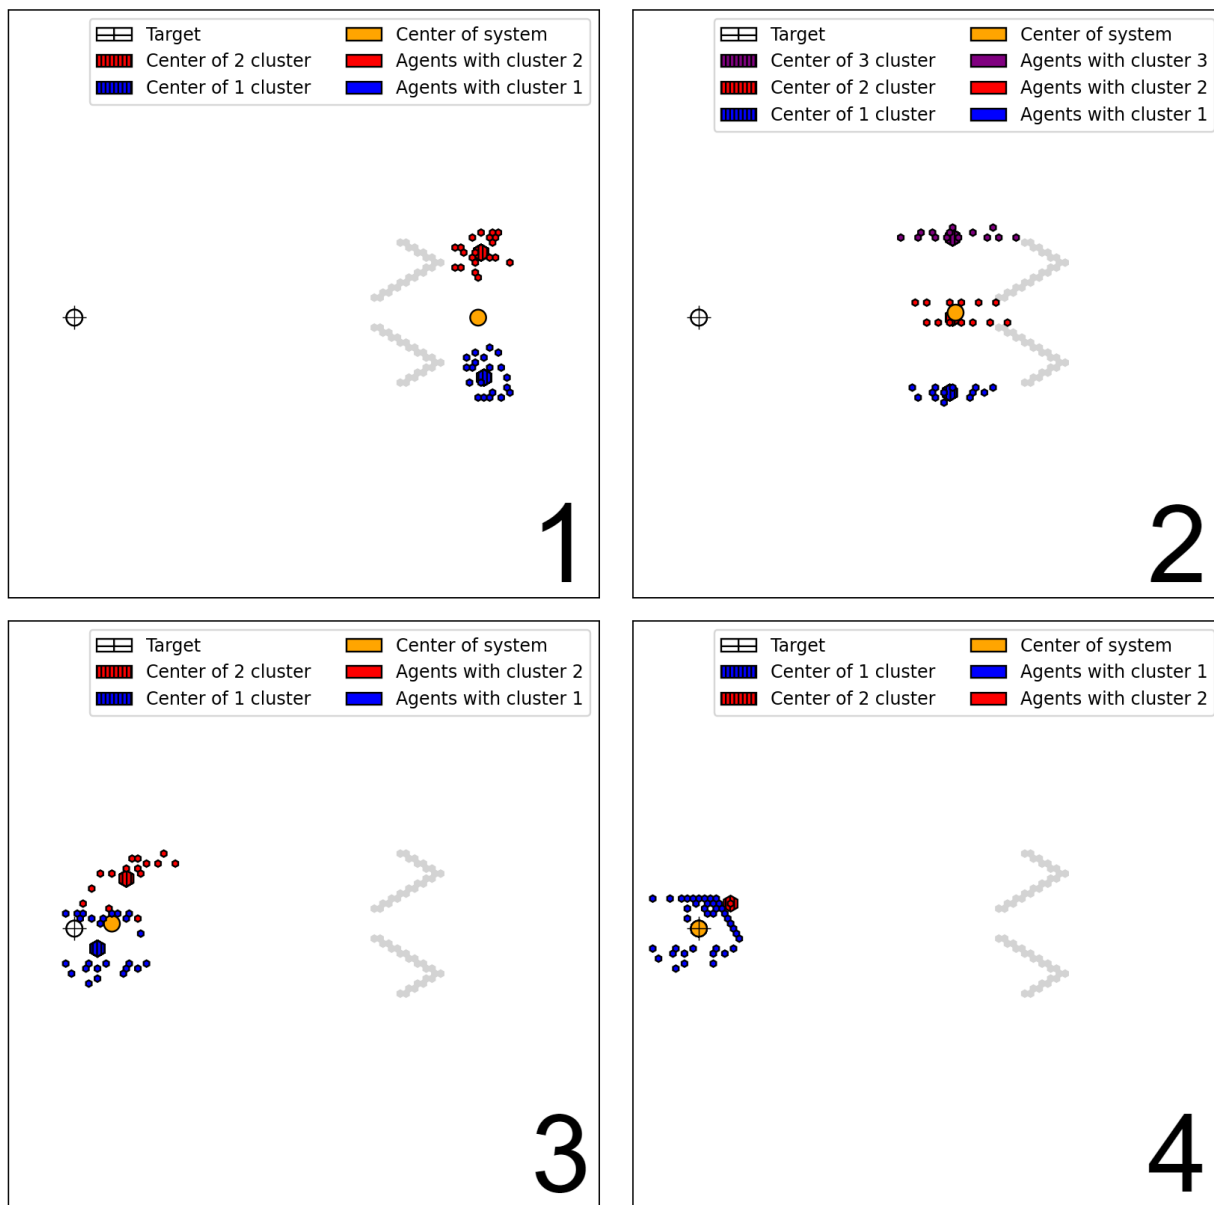 Target
Center of 2 cluster
Center of 1 cluster
Center of system
Agents with cluster 2
Agents with cluster 1
1
Target
Center of 3 cluster
Center of 2 cluster
Center of 1 cluster
Center of system
Agents with cluster 3
Agents with cluster 2
Agents with cluster 1
2
Target
Center of 2 cluster
Center of 1 cluster
Center of system
Agents with cluster 2
Agents with cluster 1
3
Target
Center of 1 cluster
Center of 2 cluster
Center of system
Agents with cluster 1
Agents with cluster 2
4